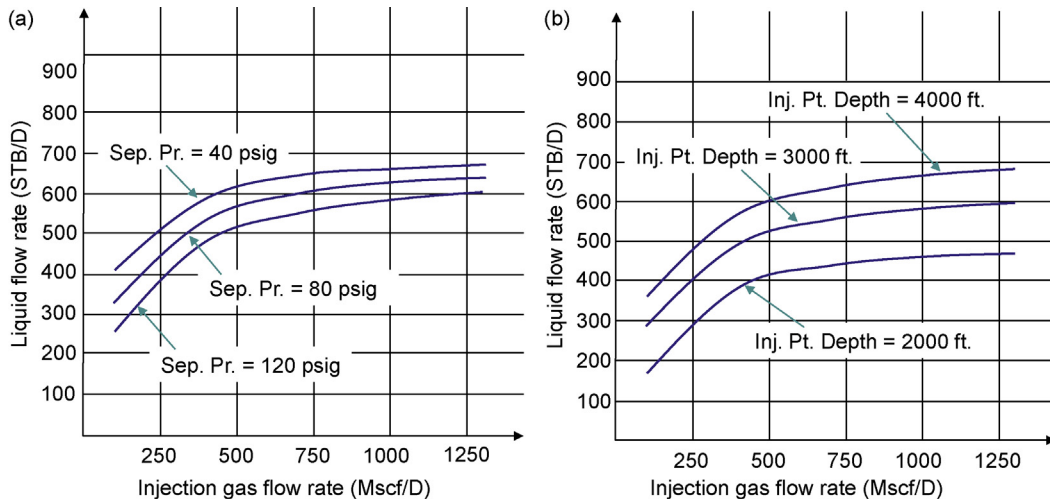 (a)
Liquid flow rate (STB/D)
900
800
700
600
500
400
300
200
100
Sep. Pr. = 40 psig
Sep. Pr. = 80 psig
Sep. Pr. = 120 psig
250 500 750 1000 1250
Injection gas flow rate (Mscf/D)
(b)
Liquid flow rate (STB/D)
900
800
700
600
500
400
300
200
100
Inj. Pt. Depth = 4000 ft.
Inj. Pt. Depth = 3000 ft.
Inj. Pt. Depth = 2000 ft.
250 500 750 1000 1250
Injection gas flow rate (Mscf/D)